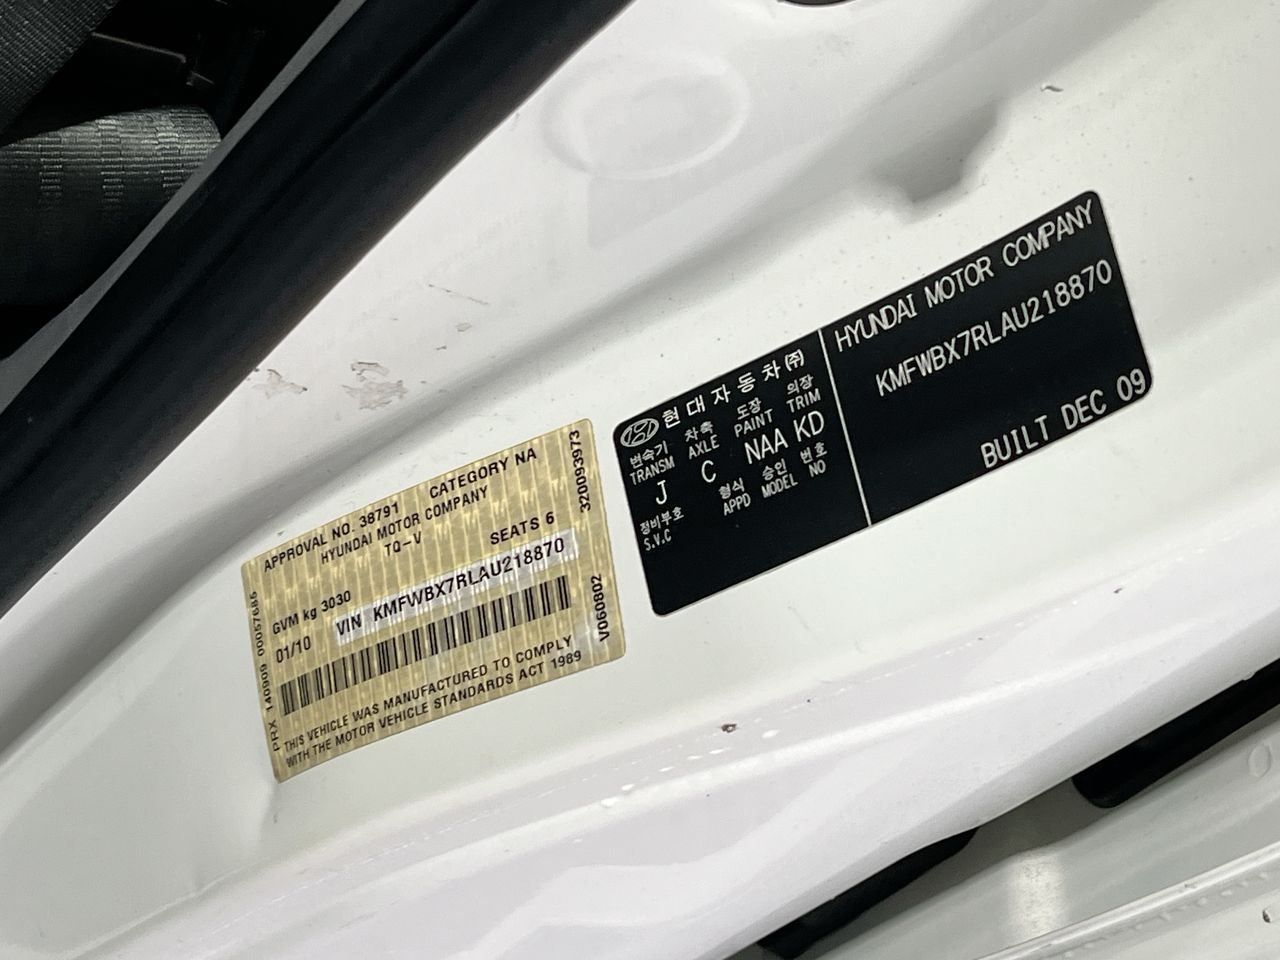 APPROVAL NO. 38791 CATEGORY NA
HYUNDAI MOTOR COMPANY
TQ-V
SEATS 6
GVM kg 3030
01/10 VIN KMFWBX7RLAU218870
THIS VEHICLE WAS MANUFACTURED TO COMPLY
WITH THE MOTOR VEHICLE STANDARDS ACT 1989
PRX 140909 00057685
320093973
V060802
현대자동차(주)
변속기 차축 도장 의장
TRANSM AXLE PAINT TRIM
J C NAA KD
정비부호 형식 승인 번호
S.V.C APPD MODEL NO
HYUNDAI MOTOR COMPANY
KMFWBX7RLAU218870
BUILT DEC 09